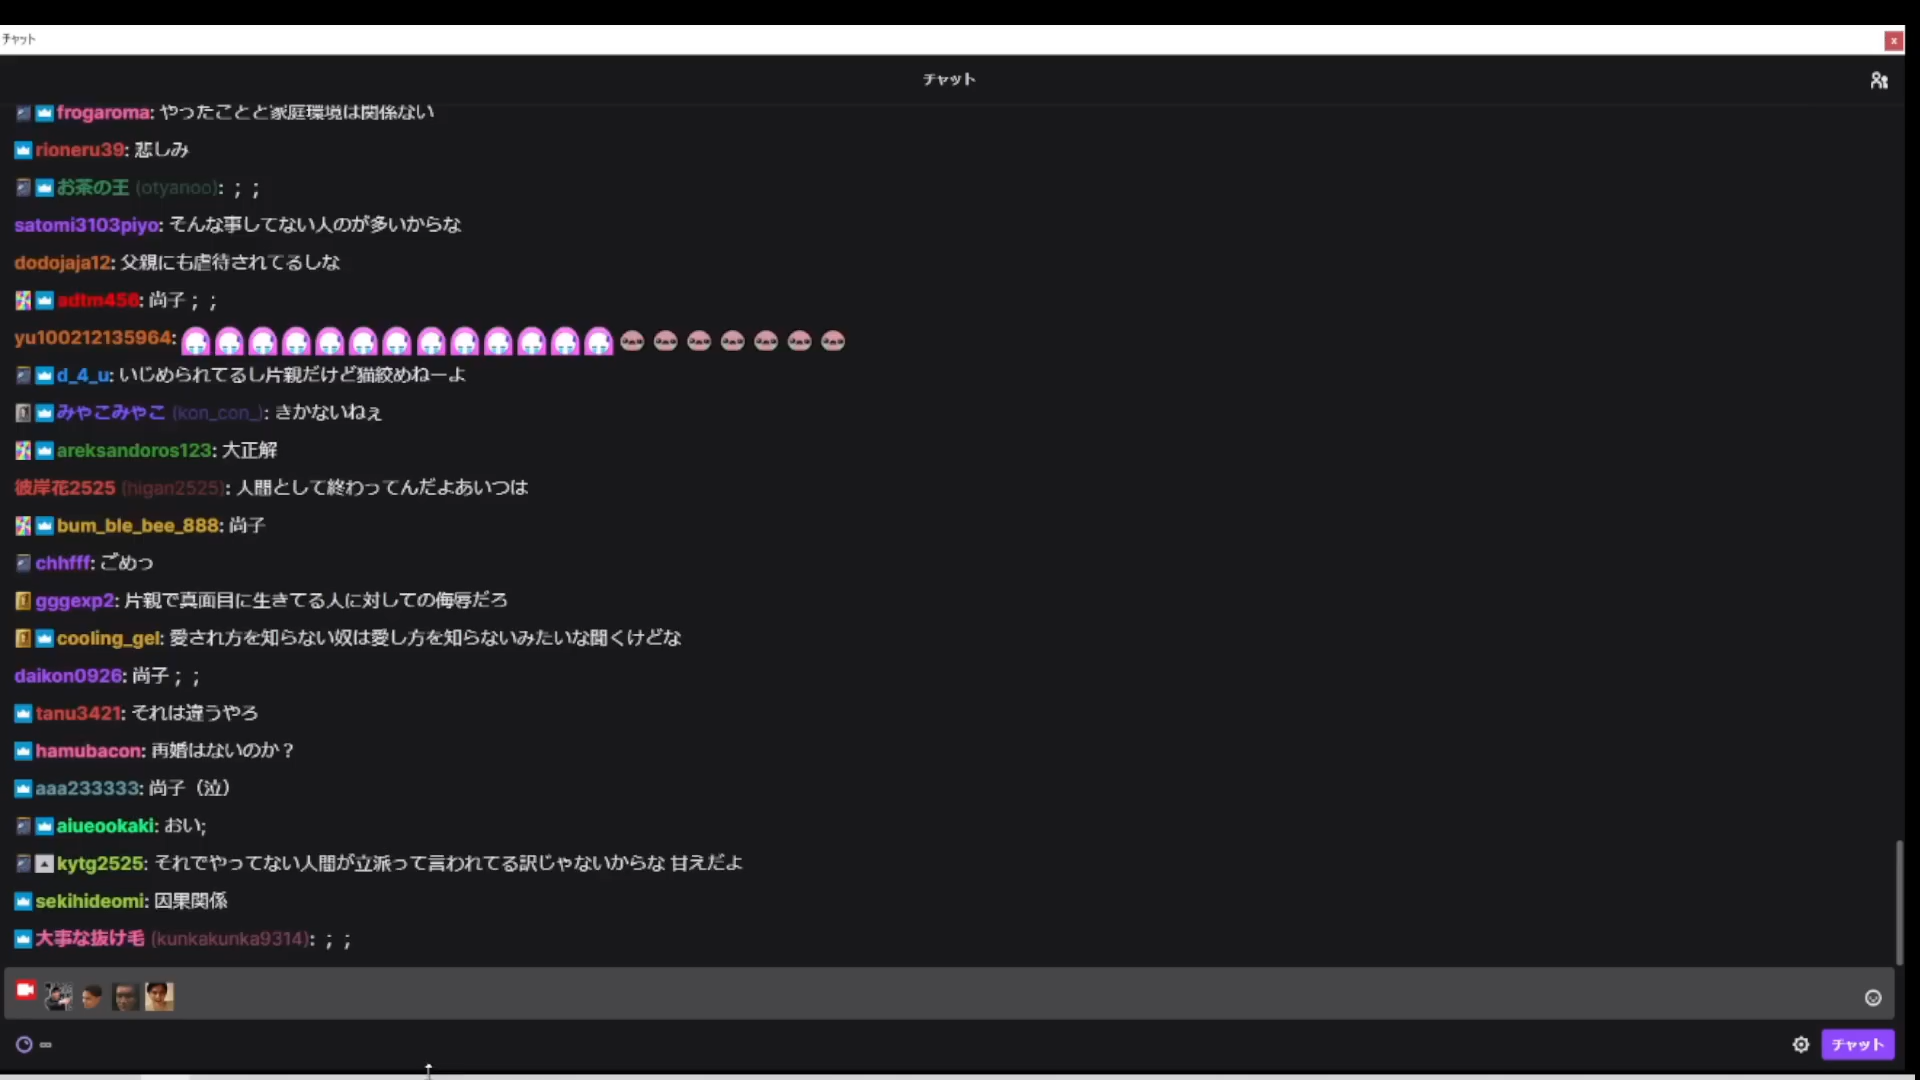 チャット
チャット
frogaroma: やったことと家庭環境は関係ない
rioneru39: 悲しみ
お茶の王 (otyanoo): ；；
satomi3103piyo: そんな事してない人のが多いからな
dodojaja12: 父親にも虐待されてるしな
adtm456: 尚子；；
yu100212135964:
d_4_u: いじめられてるし片親だけど猫絞めねーよ
みやこみやこ (kon_con_): きかないねぇ
areksandoros123: 大正解
彼岸花2525 (higan2525): 人間として終わってんだよあいつは
bum_ble_bee_888: 尚子
chhfff: ごめっ
gggexp2: 片親で真面目に生きてる人に対しての侮辱だろ
cooling_gel: 愛され方を知らない奴は愛し方を知らないみたいな聞くけどな
daikon0926: 尚子；；
tanu3421: それは違うやろ
hamubacon: 再婚はないのか？
aaa233333: 尚子（泣）
aiueookaki: おい;
kytg2525: それでやってない人間が立派って言われてる訳じゃないからな 甘えだよ
sekihideomi: 因果関係
大事な抜け毛 (kunkakunka9314): ；；
チャット